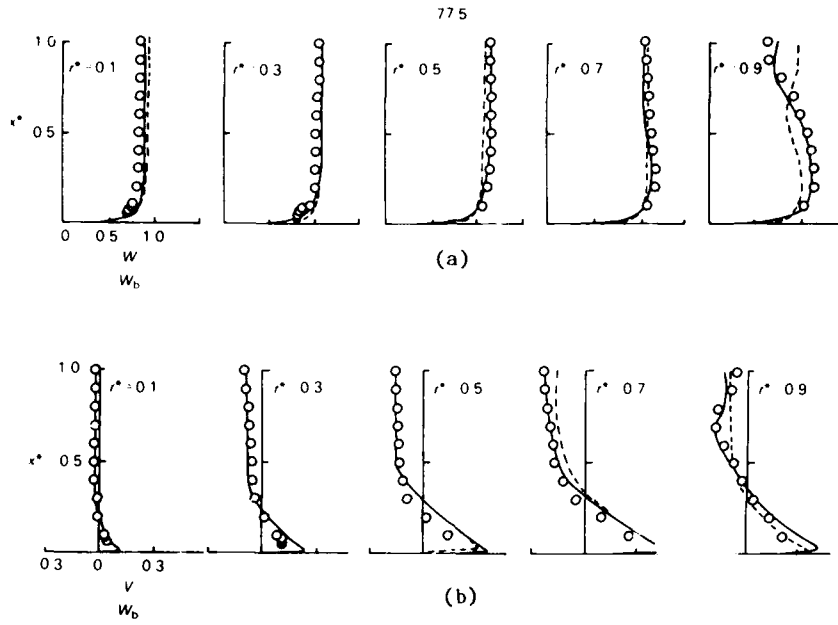 775
1.0
0.5
x*
r* = 0.1
r* 0.3
r* 0.5
r* 0.7
r* 0.9
0 0.5 1.0
W
W_b
(a)
1.0
0.5
x*
r* = 0.1
r* 0.3
r* 0.5
r* 0.7
r* 0.9
0.3 0 0.3
V
W_b
(b)